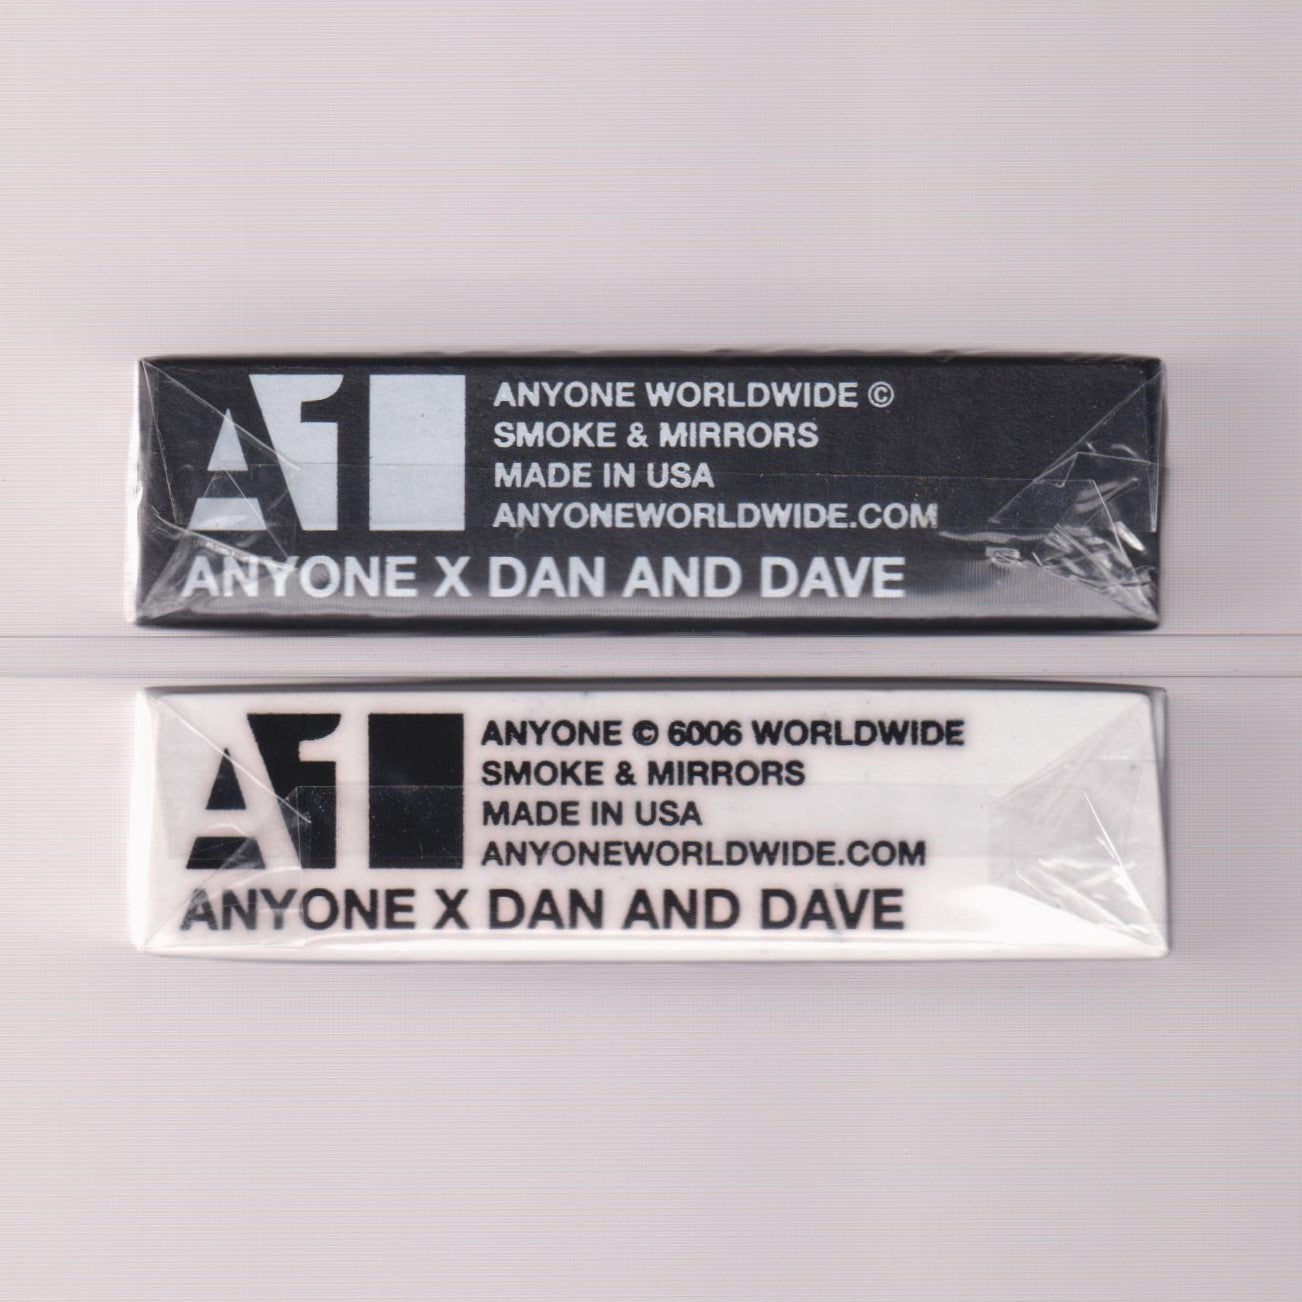 A1
ANYONE WORLDWIDE ©
SMOKE & MIRRORS
MADE IN USA
ANYONEWORLDWIDE.COM
ANYONE X DAN AND DAVE
A1
ANYONE © 6006 WORLDWIDE
SMOKE & MIRRORS
MADE IN USA
ANYONEWORLDWIDE.COM
ANYONE X DAN AND DAVE